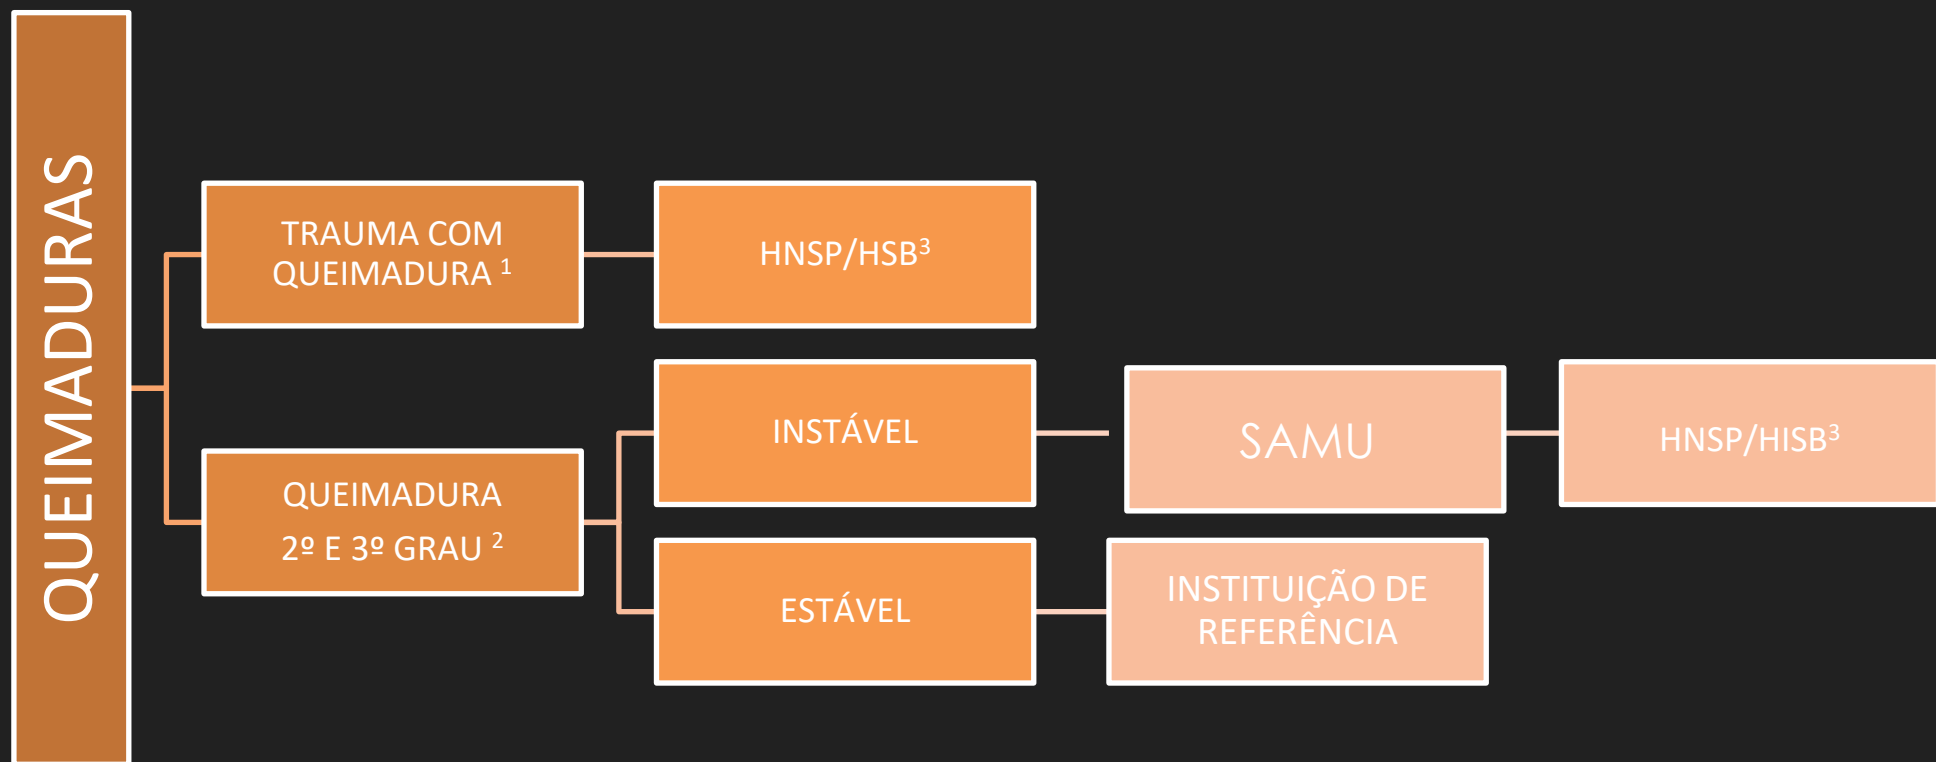 QUEIMADURAS
TRAUMA COM
QUEIMADURA ¹
HNSP/HSB³
QUEIMADURA
2º E 3º GRAU ²
INSTÁVEL
SAMU
HNSP/HISB³
ESTÁVEL
INSTITUIÇÃO DE
REFERÊNCIA